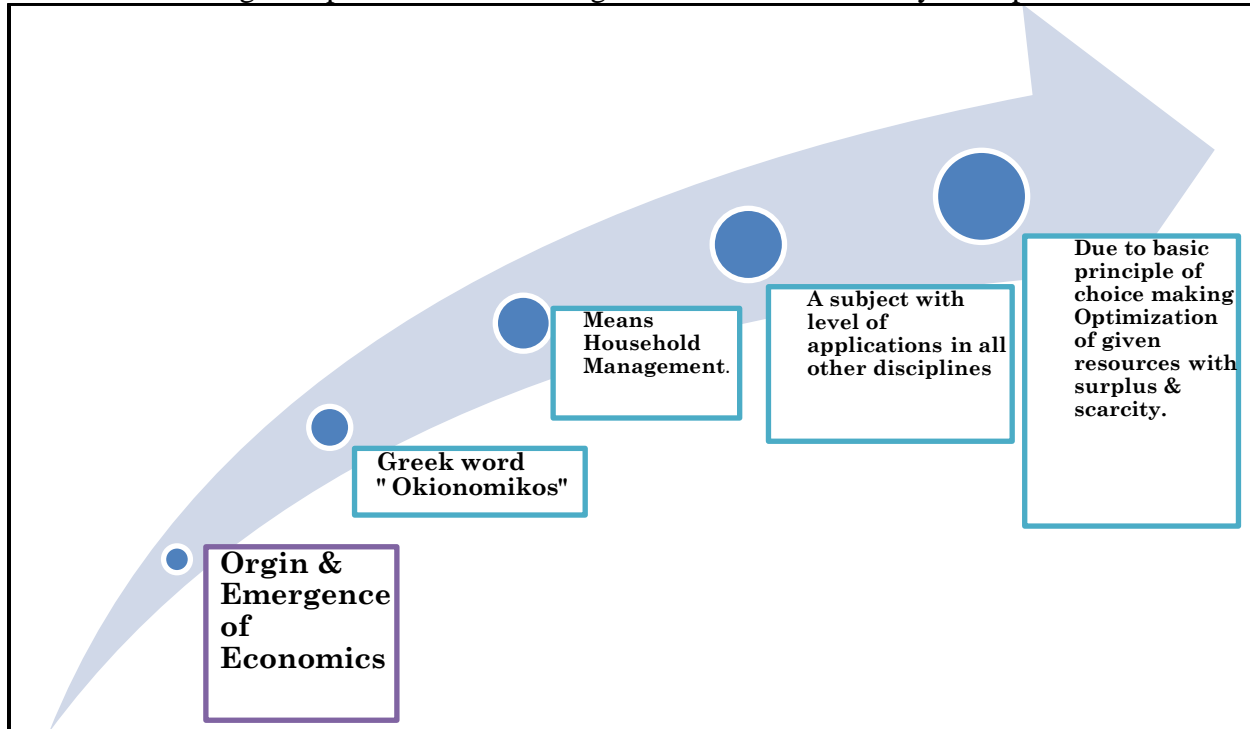 Orgin &
Emergence
of
Economics
Greek word
" Okionomikos"
Means
Household
Management.
A subject with
level of
applications in all
other disciplines
Due to basic
principle of
choice making
Optimization
of given
resources with
surplus &
scarcity.